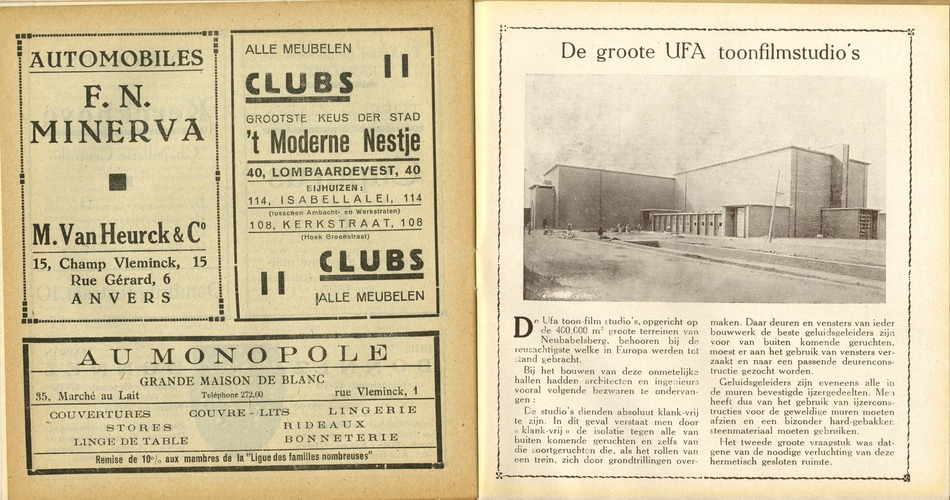 AUTOMOBILES
F. N.
MINERVA
M. Van Heurck & Cº
15, Champ Vleminck, 15
Rue Gérard, 6
ANVERS
ALLE MEUBELEN
CLUBS
GROOTSTE KEUS DER STAD
't Moderne Nestje
40, LOMBAARDEVEST, 40
BIJHUIZEN:
114, ISABELLALEI, 114
(tusschen Ambacht- en Werkstraten)
108, KERKSTRAAT, 108
(Hoek Groenstraat)
CLUBS
ALLE MEUBELEN
AU MONOPOLE
GRANDE MAISON DE BLANC
35, Marché au Lait Téléphone 272,00 rue Vleminck, 1
COUVERTURES COUVRE-LITS LINGERIE
STORES RIDEAUX
LINGE DE TABLE BONNETERIE
Remise de 10% aux membres de la "Ligue des familles nombreuses"
De groote UFA toonfilmstudio's
De Ufa toon-film studio's, opgericht op
de 400.000 m² groote terreinen van
Neubabelsberg, behooren bij de
reusachtigste welke in Europa werden tot
stand gebracht.
Bij het bouwen van deze onmetelijke
hallen hadden architecten en ingenieurs
vooral volgende bezwaren te ondervan-
gen :
De studio's dienden absoluut klank-vrij
te zijn. In dit geval verstaat men door
« klank-vrij » de isolatie tegen alle van
buiten komende geruchten en zelfs van
die soortgeruchten die, als het rollen van
een trein, zich door grondtrillingen over-
maken. Daar deuren en vensters van ieder
bouwwerk de beste geluidsgeleiders zijn
voor van buiten komende geruchten,
moest er aan het gebruik van vensters ver-
zaakt en naar een passende deurencons-
tructie gezocht worden.
Geluidsgeleiders zijn eveneens alle in
de muren bevestigde ijzergedeelten. Men
heeft dus van het gebruik van ijzercons-
tructies voor de geweldige muren moeten
afzien en een bizonder hard-gebakken
steenmateriaal moeten gebruiken.
Het tweede groote vraagstuk was dat-
gene van de noodige verluchting van deze
hermetisch gesloten ruimte.